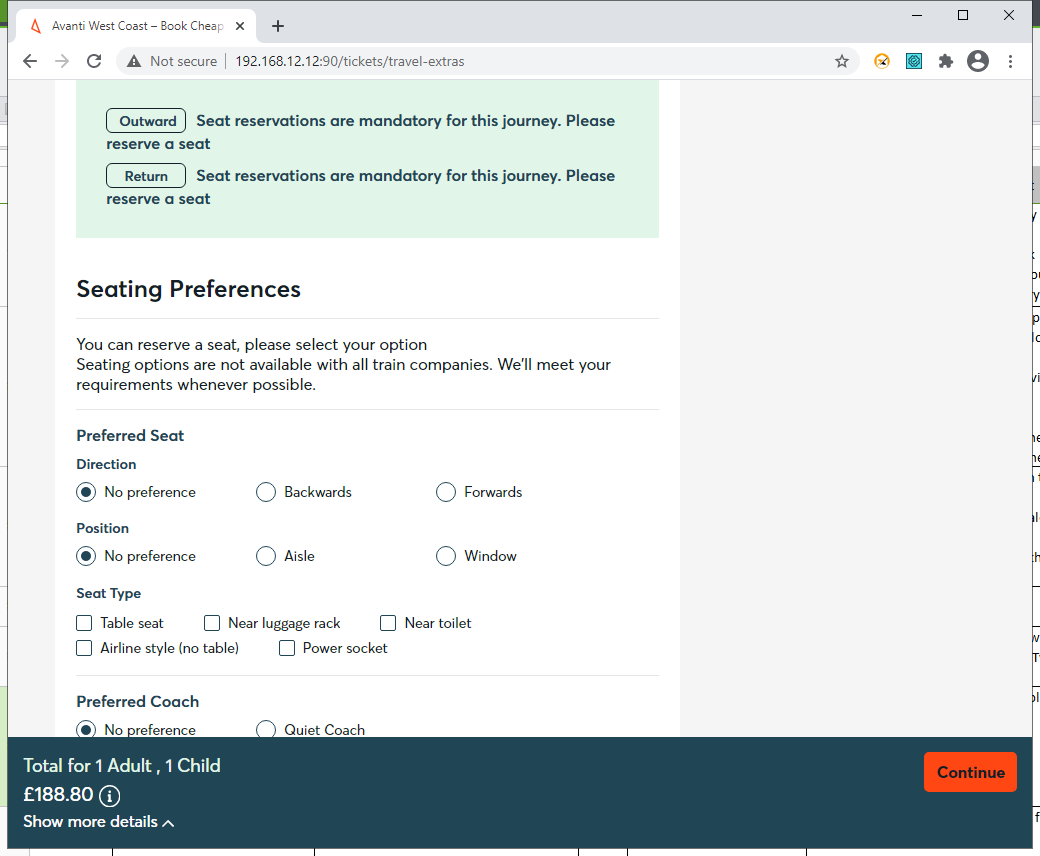 Avanti West Coast – Book Cheap
Not secure
192.168.12.12:90/tickets/travel-extras
Outward Seat reservations are mandatory for this journey. Please
reserve a seat
Return Seat reservations are mandatory for this journey. Please
reserve a seat
Seating Preferences
You can reserve a seat, please select your option
Seating options are not available with all train companies. We'll meet your
requirements whenever possible.
Preferred Seat
Direction
No preference Backwards Forwards
Position
No preference Aisle Window
Seat Type
Table seat Near luggage rack Near toilet
Airline style (no table) Power socket
Preferred Coach
No preference Quiet Coach
Total for 1 Adult , 1 Child
£188.80
Continue
Show more details